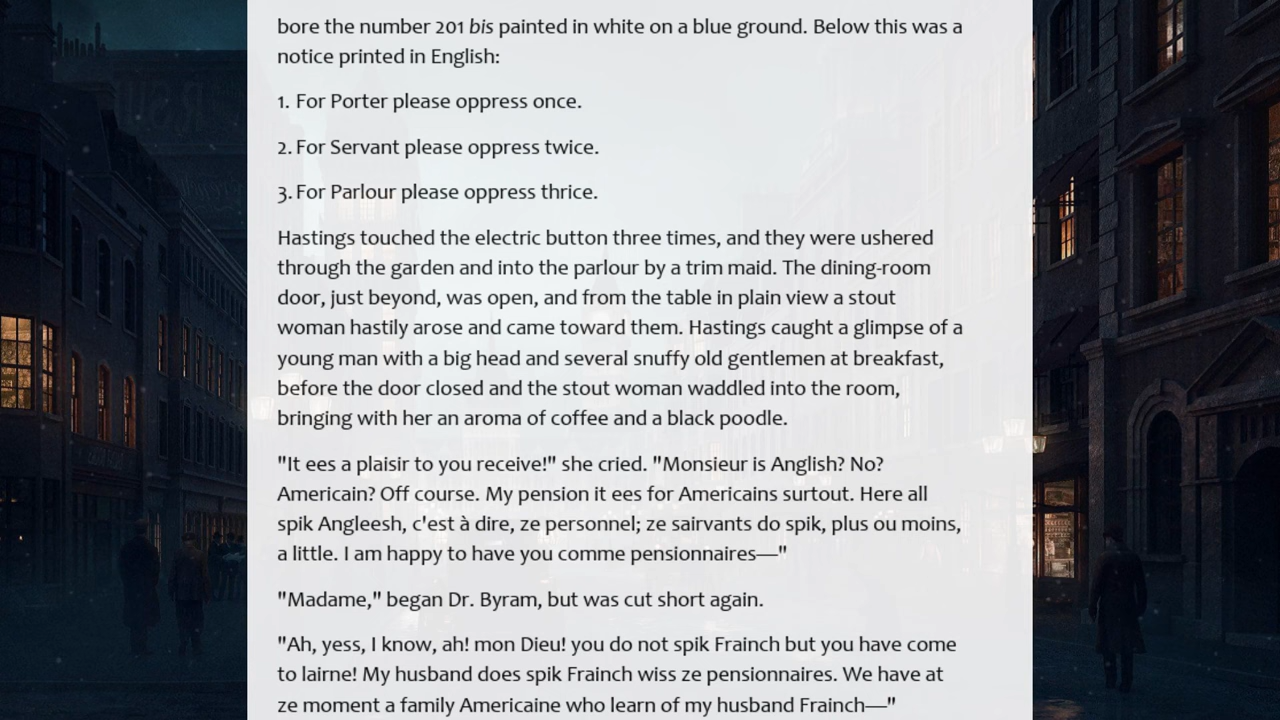 bore the number 201 bis painted in white on a blue ground. Below this was a
notice printed in English:
1. For Porter please oppress once.
2. For Servant please oppress twice.
3. For Parlour please oppress thrice.
Hastings touched the electric button three times, and they were ushered
through the garden and into the parlour by a trim maid. The dining-room
door, just beyond, was open, and from the table in plain view a stout
woman hastily arose and came toward them. Hastings caught a glimpse of a
young man with a big head and several snuffy old gentlemen at breakfast,
before the door closed and the stout woman waddled into the room,
bringing with her an aroma of coffee and a black poodle.
"It ees a plaisir to you receive!" she cried. "Monsieur is Anglish? No?
Americain? Off course. My pension it ees for Americains surtout. Here all
spik Angleesh, c'est à dire, ze personnel; ze sairvants do spik, plus ou moins,
a little. I am happy to have you comme pensionnaires—"
"Madame," began Dr. Byram, but was cut short again.
"Ah, yess, I know, ah! mon Dieu! you do not spik Frainch but you have come
to lairne! My husband does spik Frainch wiss ze pensionnaires. We have at
ze moment a family Americaine who learn of my husband Frainch—"